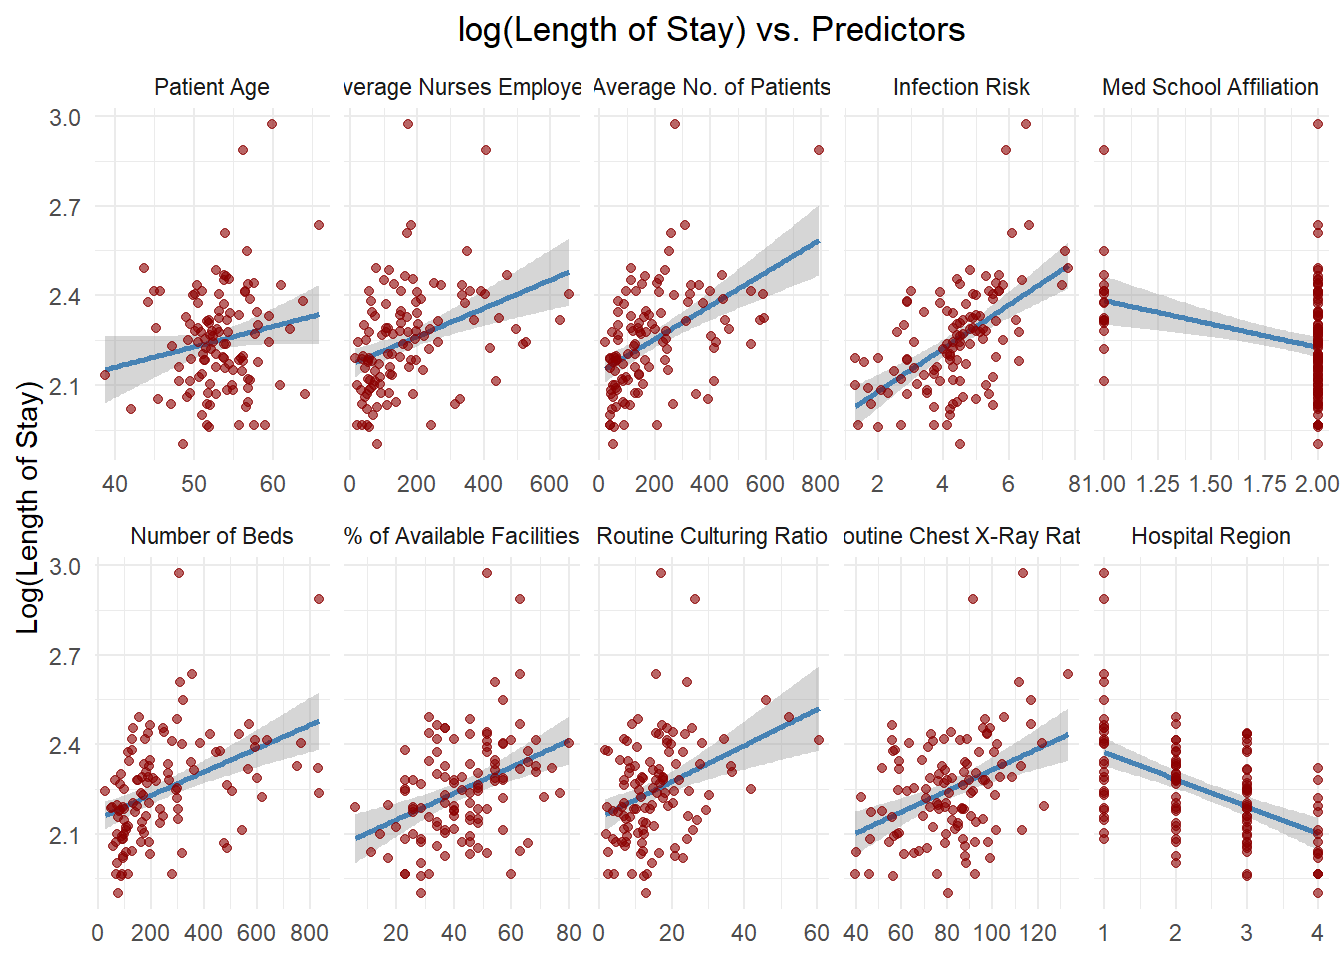 log(Length of Stay) vs. Predictors
Patient Age verage Nurses Employe Average No. of Patients Infection Risk Med School Affiliation
3.0
2.7
2.4
2.1
40 50 60 0 200 400 600 0 200 400 600 800 2 4 6 8 1.00 1.25 1.50 1.75 2.00
Log(Length of Stay)
Number of Beds % of Available Facilities Routine Culturing Ratio outine Chest X-Ray Rat Hospital Region
3.0
2.7
2.4
2.1
0 200 400 600 800 20 40 60 80 0 20 40 60 40 60 80 100 120 1 2 3 4